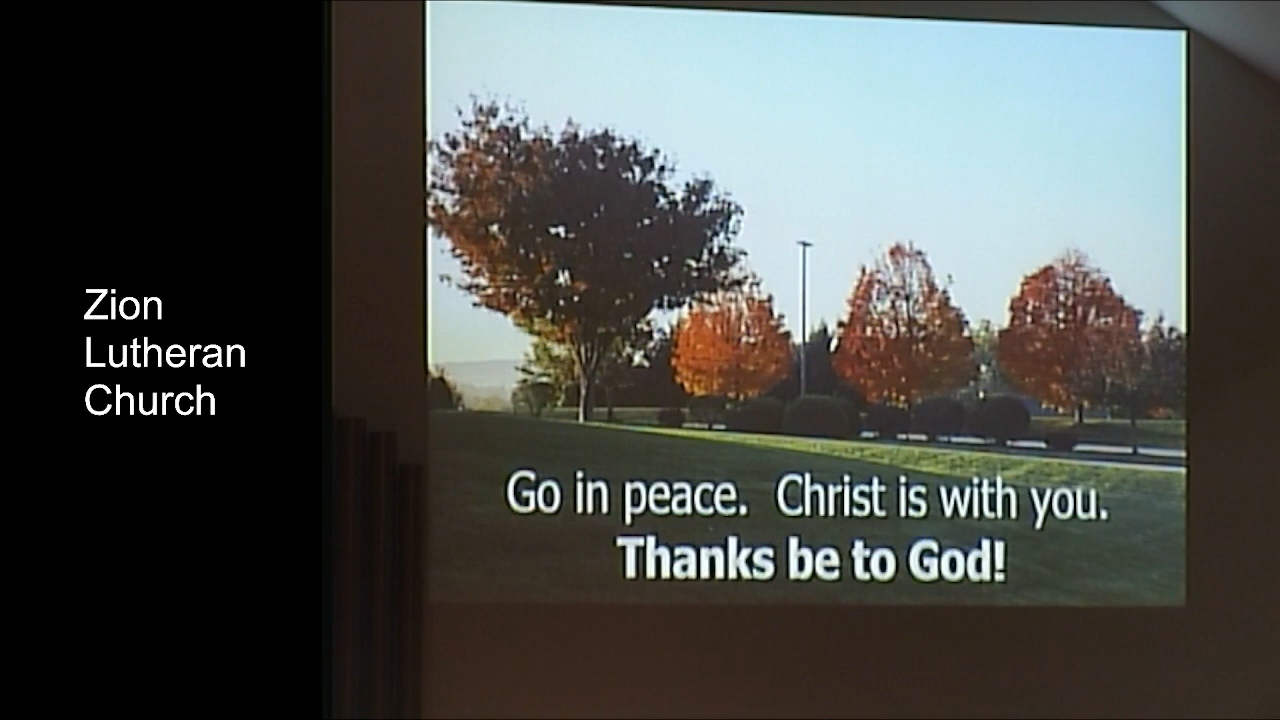 Zion
Lutheran
Church
Go in peace.  Christ is with you.
Thanks be to God!